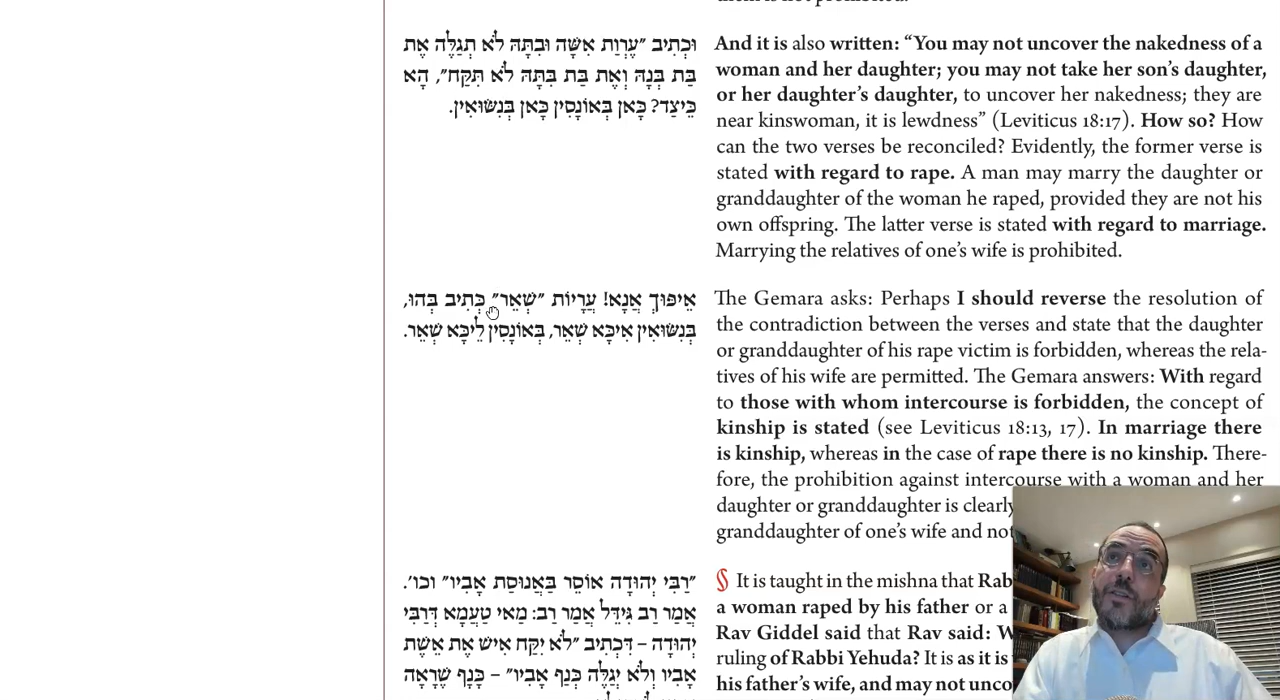 וּכְתִיב ״עֶרְוַת אִשָּׁה וּבִתָּהּ לֹא תְגַלֵּה אֶת
בַּת בְּנָהּ וְאֶת בַּת בִּתָּהּ לֹא תִּקַּח״, הָא
כֵּיצַד? כָּאן בְּאוֹנָסִין כָּאן בְּנִשּׂוּאִין.
And it is also written: “You may not uncover the nakedness of a
woman and her daughter; you may not take her son’s daughter,
or her daughter’s daughter, to uncover her nakedness; they are
near kinswoman, it is lewdness” (Leviticus 18:17). How so? How
can the two verses be reconciled? Evidently, the former verse is
stated with regard to rape. A man may marry the daughter or
granddaughter of the woman he raped, provided they are not his
own offspring. The latter verse is stated with regard to marriage.
Marrying the relatives of one’s wife is prohibited.
אֵיפוֹךְ אֲנָא! עֲרָיוֹת ״שְׁאֵר״ כְּתִיב בְּהוּ,
בְּנִשּׂוּאִין אִיכָּא שְׁאֵר, בְּאוֹנָסִין לֵיכָּא שְׁאֵר.
The Gemara asks: Perhaps I should reverse the resolution of
the contradiction between the verses and state that the daughter
or granddaughter of his rape victim is forbidden, whereas the rela-
tives of his wife are permitted. The Gemara answers: With regard
to those with whom intercourse is forbidden, the concept of
kinship is stated (see Leviticus 18:13, 17). In marriage there
is kinship, whereas in the case of rape there is no kinship. There-
fore, the prohibition against intercourse with a woman and her
daughter or granddaughter is clearly
granddaughter of one’s wife and not
״רַבִּי יְהוּדָה אוֹסֵר בַּאֲנוּסַת אָבִיו״ וכו׳.
אֲמַר רַב גִּידֵּל אֲמַר רַב: מַאי טַעְמָא דְּרַבִּי
יְהוּדָה – דִּכְתִיב ״לֹא יִקַּח אִישׁ אֶת אֵשֶׁת
אָבִיו וְלֹא יְגַלֶּה כְּנַף אָבִיו״ – כָּנָף שֶׁרָאָה
It is taught in the mishna that Rab
a woman raped by his father or a
Rav Giddel said that Rav said: W
ruling of Rabbi Yehuda? It is as it is
his father’s wife, and may not unco